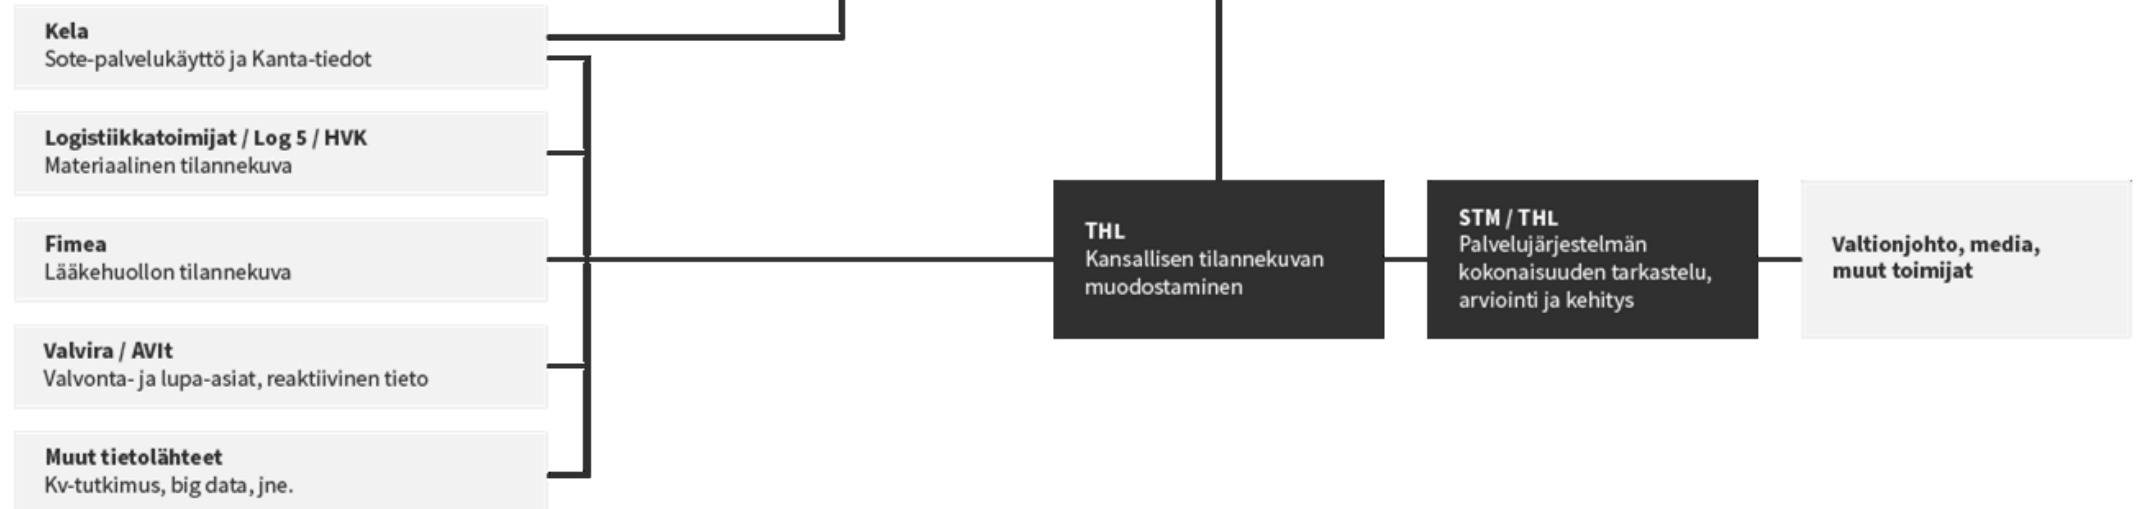 Kela
Sote-palvelukäyttö ja Kanta-tiedot
Logistiikkatoimijat / Log 5 / HVK
Materiaalinen tilannekuva
Fimea
Lääkehuollon tilannekuva
Valvira / AVIt
Valvonta- ja lupa-asiat, reaktiivinen tieto
Muut tietolähteet
Kv-tutkimus, big data, jne.
THL
Kansallisen tilannekuvan
muodostaminen
STM / THL
Palvelujärjestelmän
kokonaisuuden tarkastelu,
arviointi ja kehitys
Valtionjohto, media,
muut toimijat